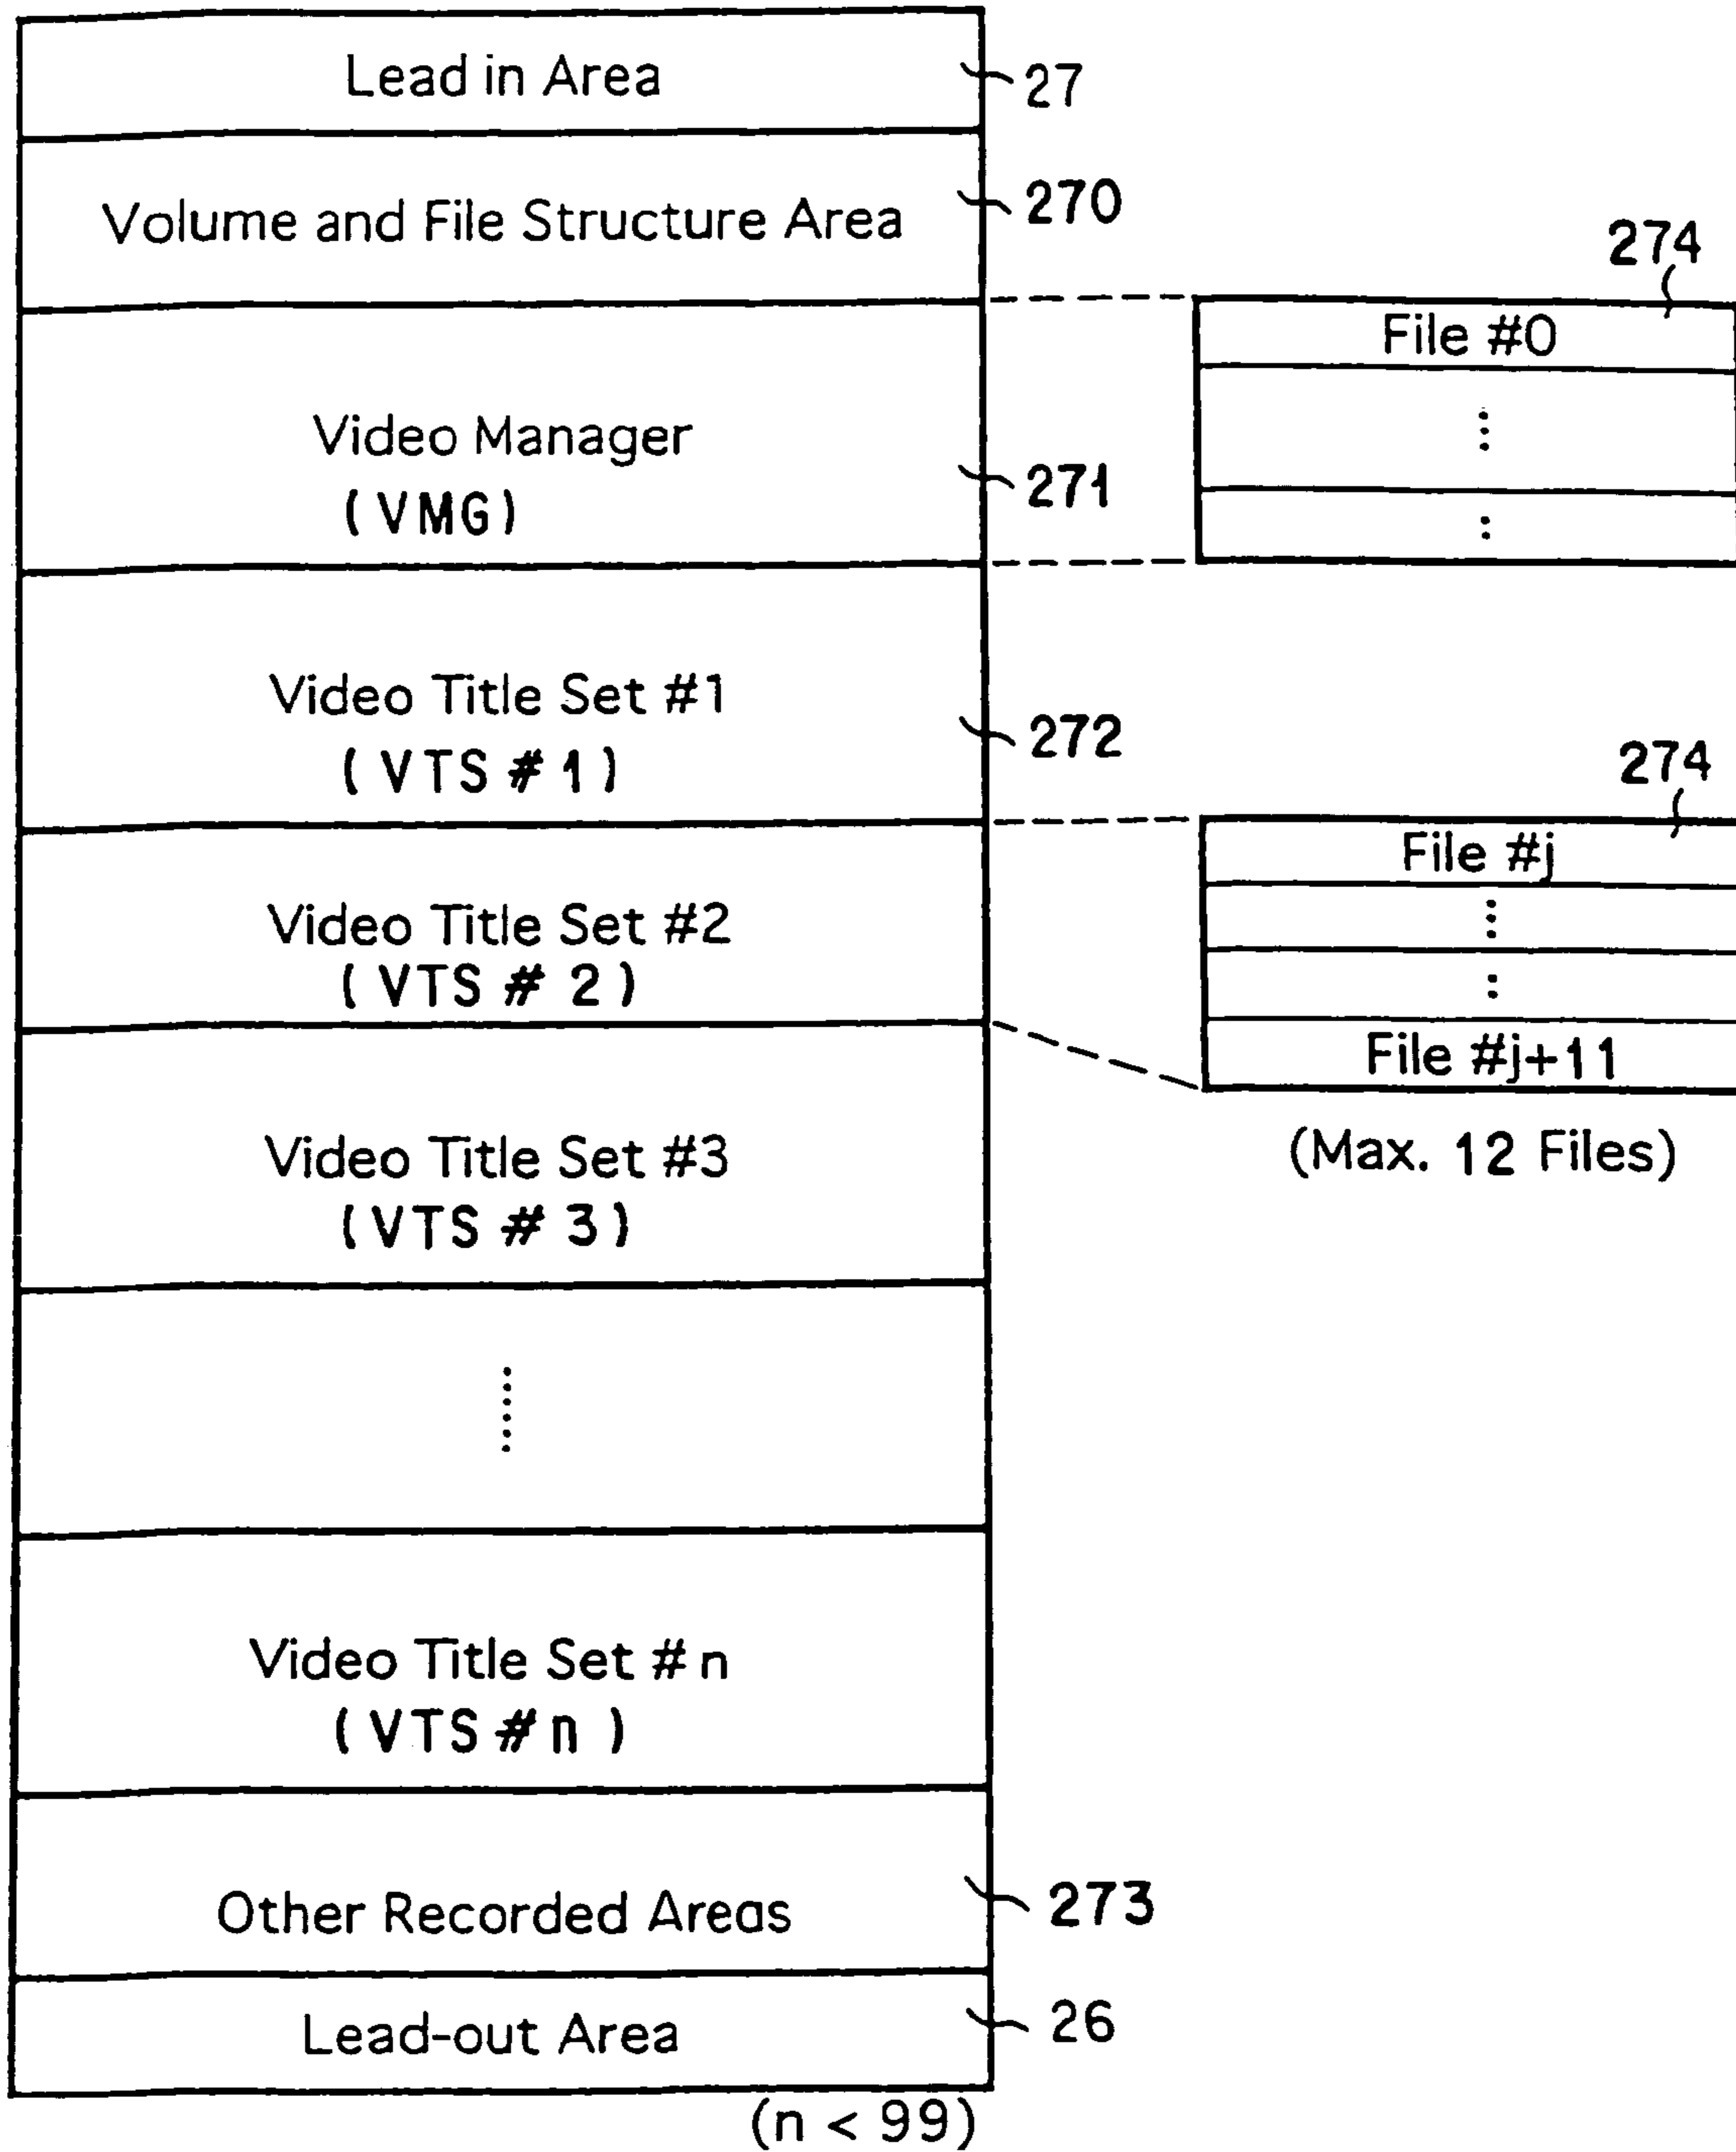 Lead in Area
27
Volume and File Structure Area
270
274
File #0
Video Manager
(VMG)
271
Video Title Set #1
(VTS #1)
272
274
File #j
Video Title Set #2
(VTS #2)
File #j+11
(Max. 12 Files)
Video Title Set #3
(VTS #3)
Video Title Set #n
(VTS #n)
Other Recorded Areas
273
Lead-out Area
26
(n < 99)